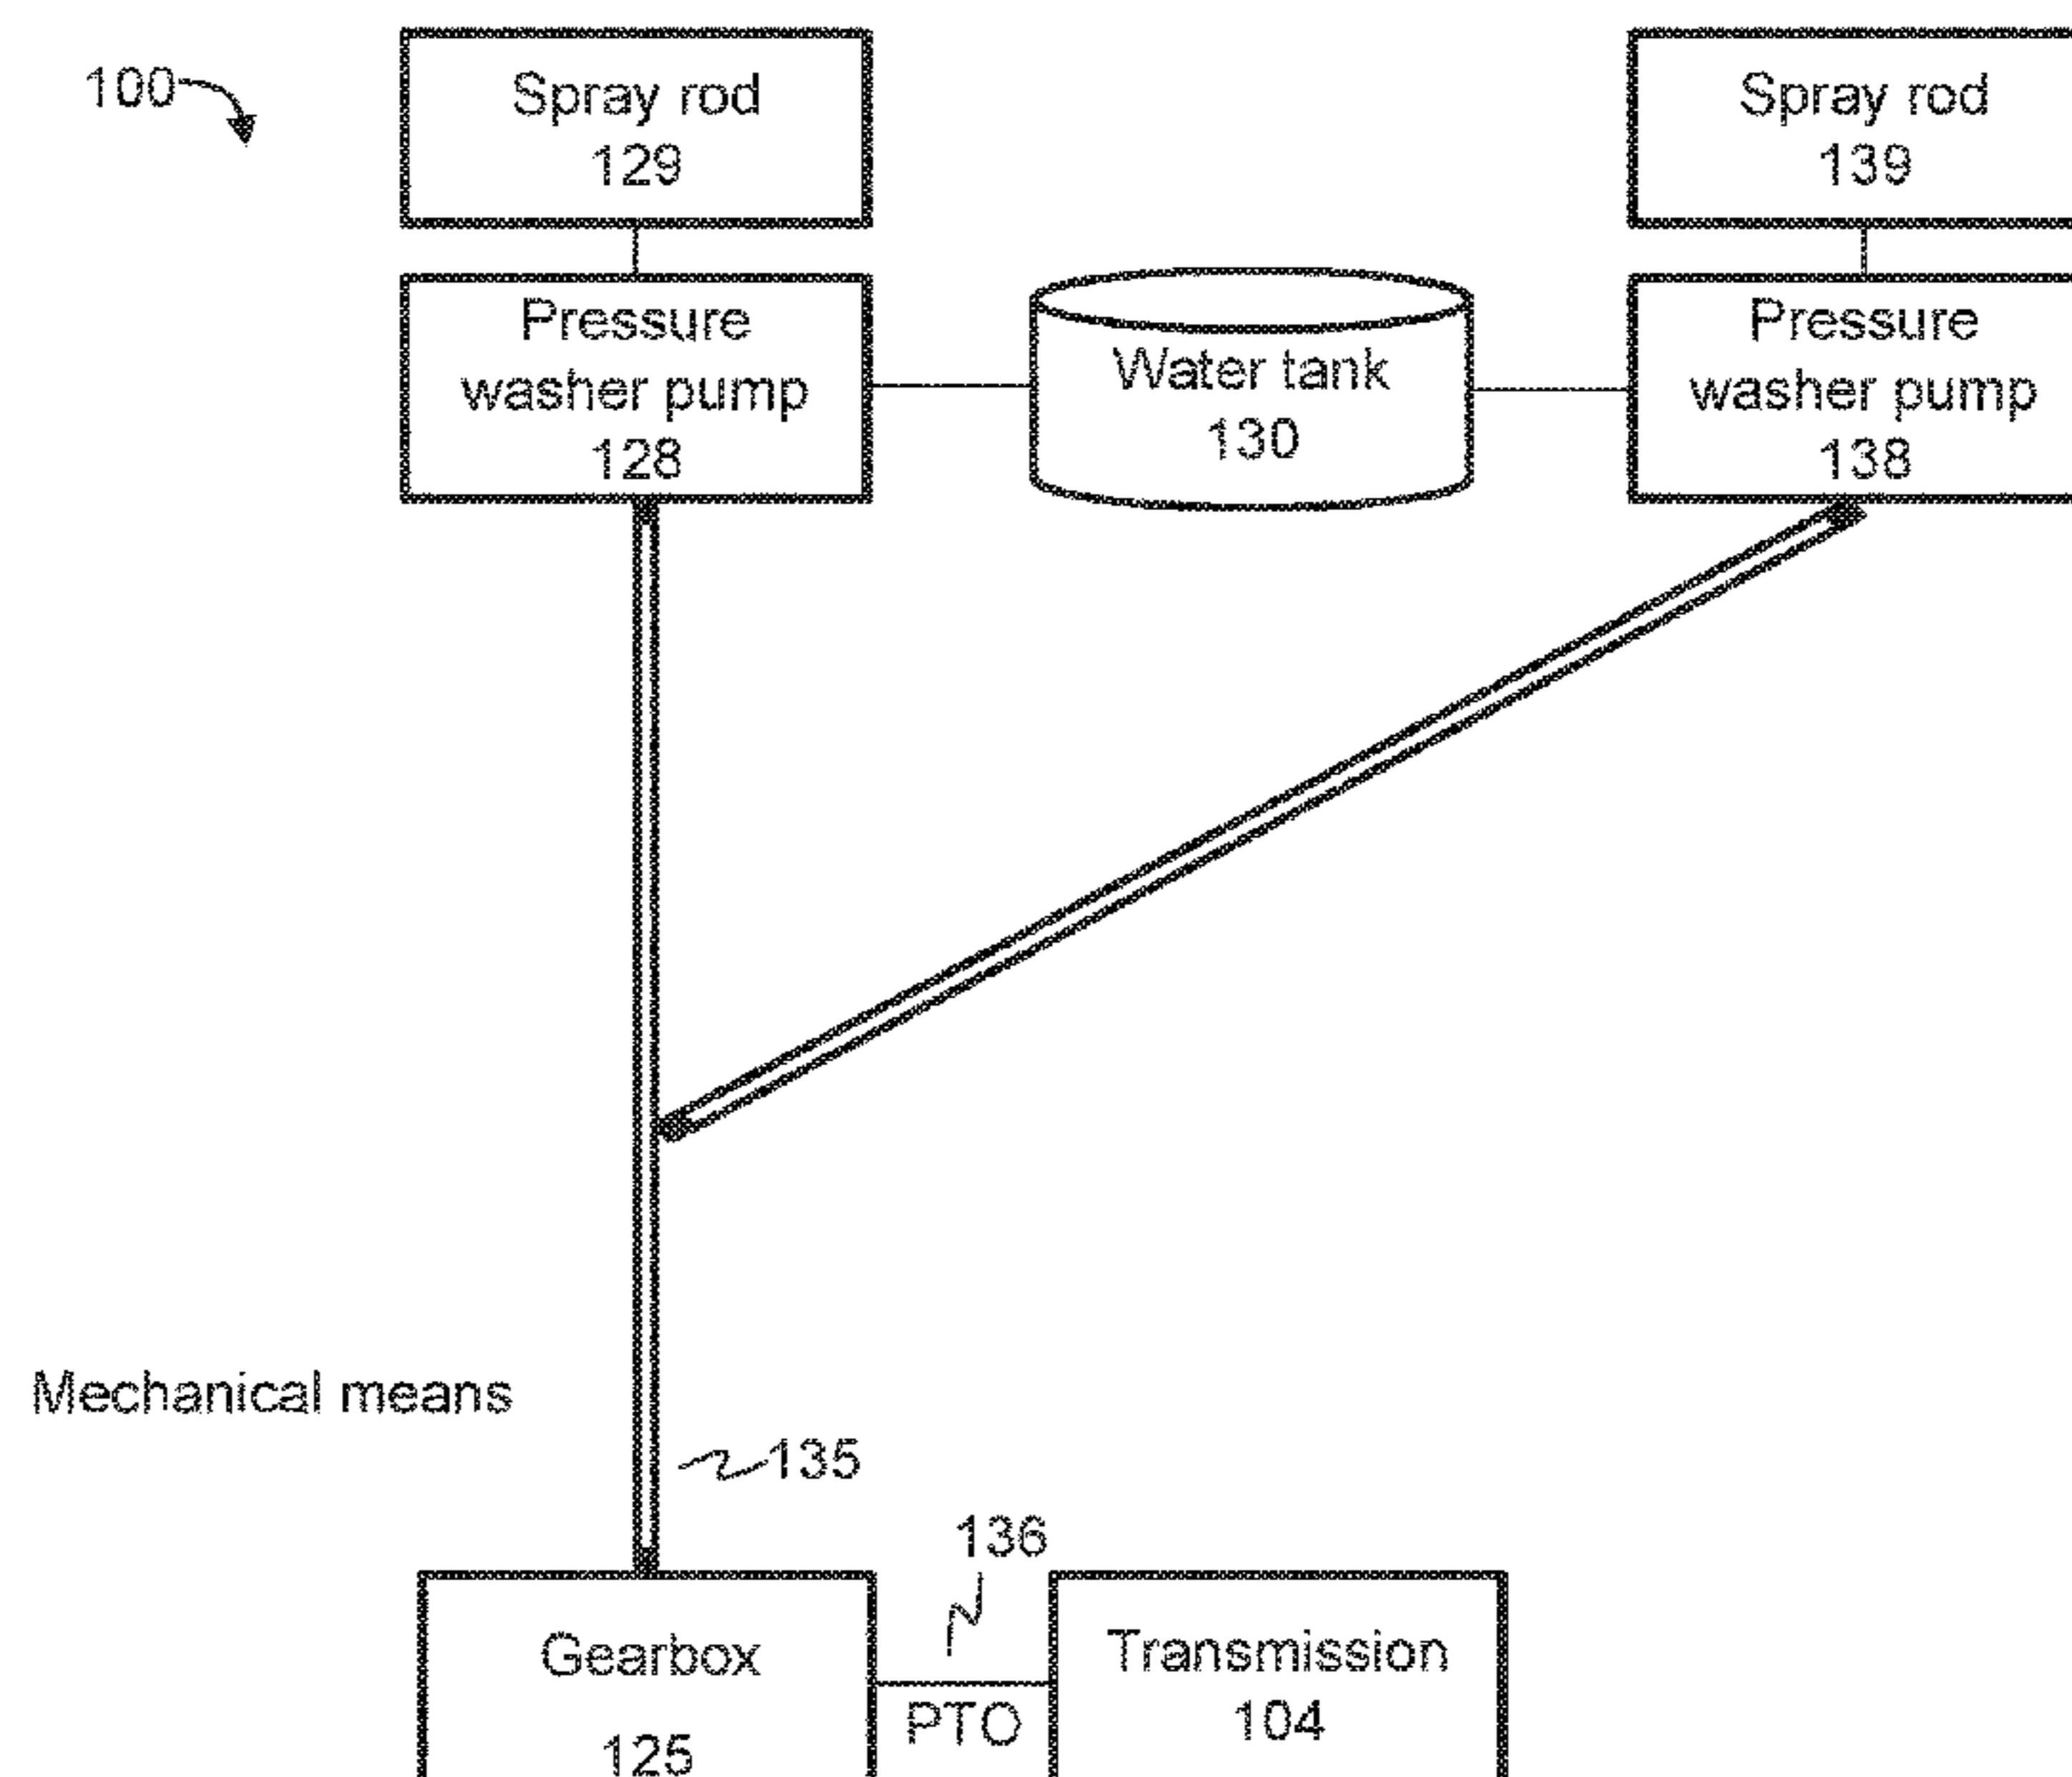 100
Spray rod
129
Spray rod
139
Pressure
washer pump
128
Water tank
130
Pressure
washer pump
138
Mechanical means
135
136
Gearbox
125
PTO
Transmission
104